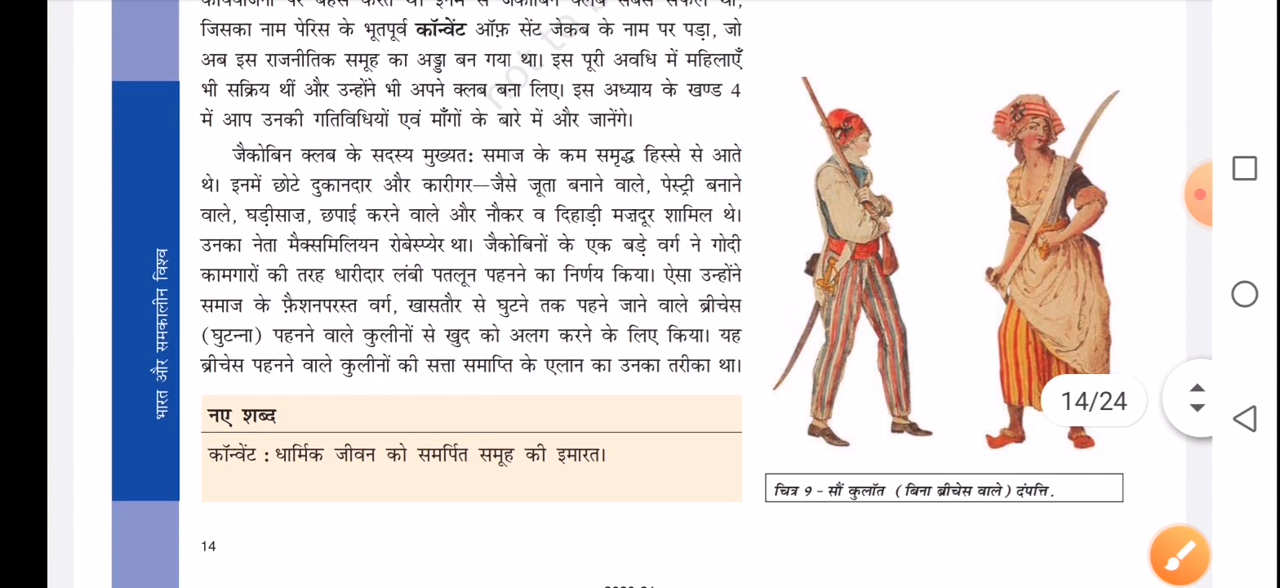 जिसका नाम पेरिस के भूतपूर्व कॉन्वेंट ऑफ़ सेंट जेकब के नाम पर पड़ा, जो
अब इस राजनीतिक समूह का अड्डा बन गया था। इस पूरी अवधि में महिलाएँ
भी सक्रिय थीं और उन्होंने भी अपने क्लब बना लिए। इस अध्याय के खण्ड 4
में आप उनकी गतिविधियों एवं माँगों के बारे में और जानेंगे।
जैकोबिन क्लब के सदस्य मुख्यत: समाज के कम समृद्ध हिस्से से आते
थे। इनमें छोटे दुकानदार और कारीगर—जैसे जूता बनाने वाले, पेस्ट्री बनाने
वाले, घड़ीसाज़, छपाई करने वाले और नौकर व दिहाड़ी मज़दूर शामिल थे।
उनका नेता मैक्समिलियन रोबेस्प्येर था। जैकोबिनों के एक बड़े वर्ग ने गोदी
कामगारों की तरह धारीदार लंबी पतलून पहनने का निर्णय किया। ऐसा उन्होंने
समाज के फ़ैशनपरस्त वर्ग, खासतौर से घुटने तक पहने जाने वाले ब्रीचेस
(घुटन्ना) पहनने वाले कुलीनों से खुद को अलग करने के लिए किया। यह
ब्रीचेस पहनने वाले कुलीनों की सत्ता समाप्ति के एलान का उनका तरीका था।
नए शब्द
कॉन्वेंट : धार्मिक जीवन को समर्पित समूह की इमारत।
14
भारत और समकालीन विश्व
चित्र 9 – सौं कुलॉत (बिना ब्रीचेस वाले) दंपत्ति.
14/24